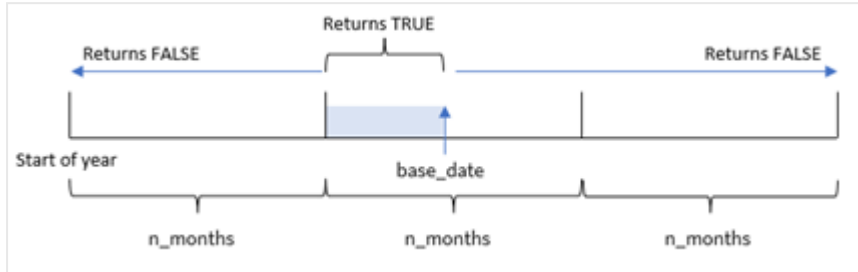 Returns TRUE
Returns FALSE
Returns FALSE
Start of year
base_date
n_months
n_months
n_months